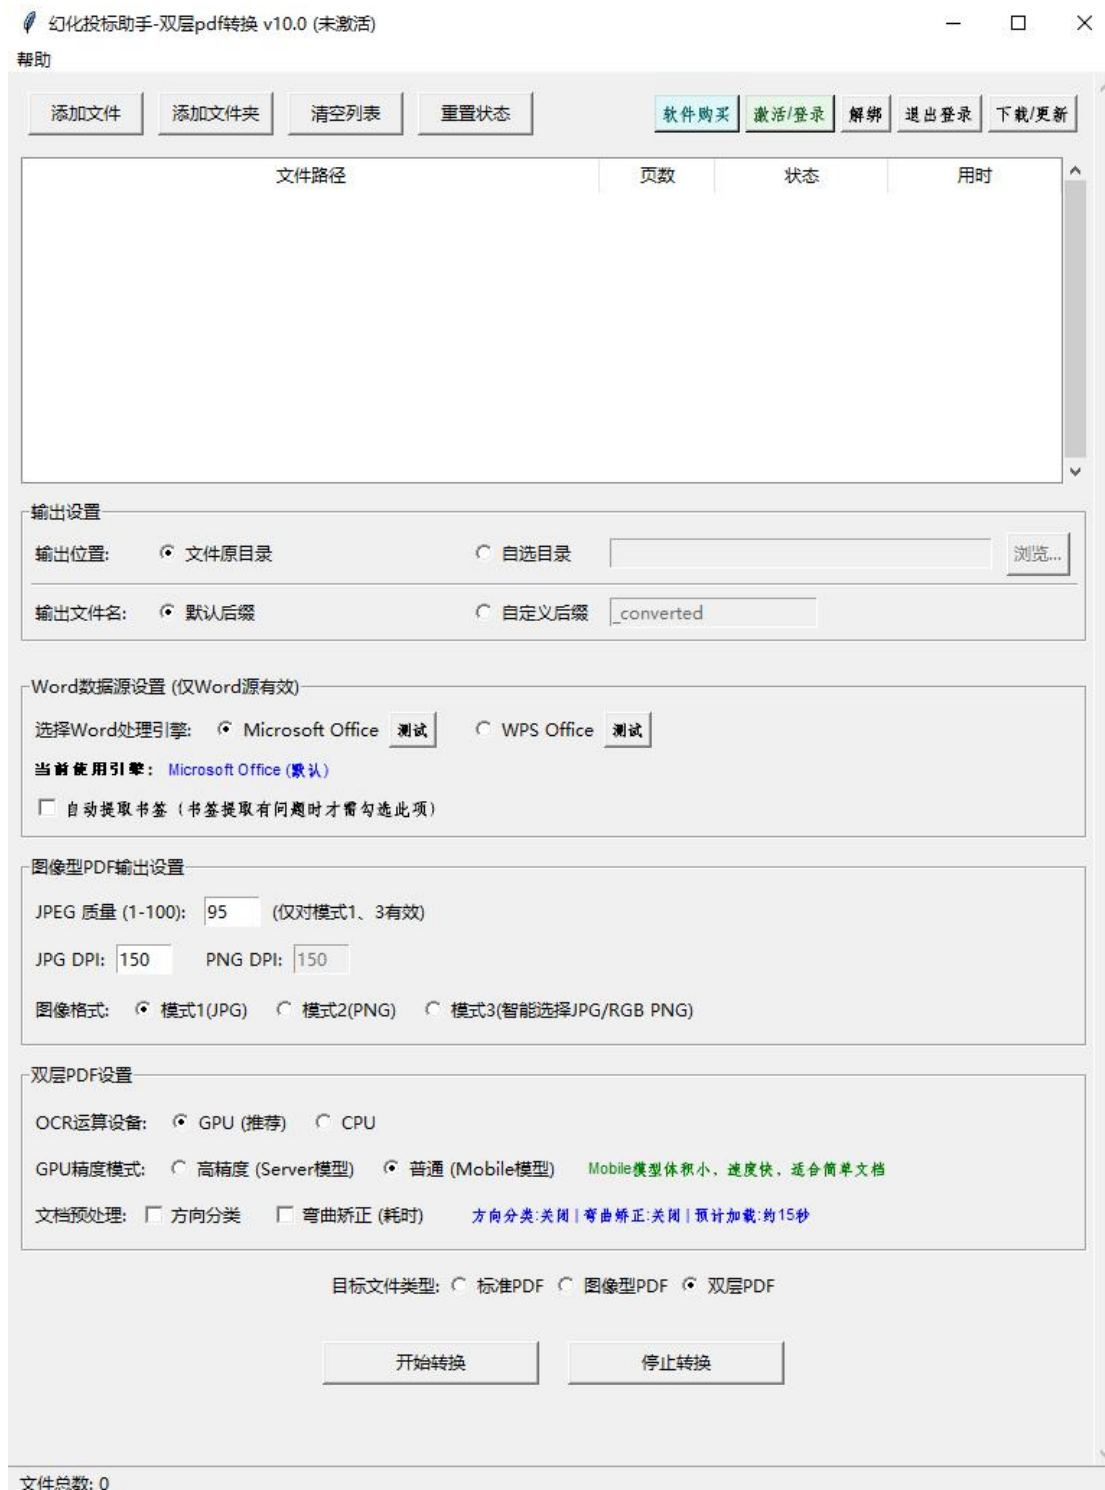 幻化投标助手-双层pdf转换 v10.0 (未激活)
帮助
添加文件 添加文件夹 清空列表 重置状态 软件购买 激活/登录 解绑 退出登录 下载/更新
文件路径 页数 状态 用时
输出设置
输出位置: 文件原目录 自选目录 浏览...
输出文件名: 默认后缀 自定义后缀 _converted
Word数据源设置 (仅Word源有效)
选择Word处理引擎: Microsoft Office 测试 WPS Office 测试
当前使用引擎: Microsoft Office (默认)
自动提取书签（书签提取有问题时才需勾选此项）
图像型PDF输出设置
JPEG 质量 (1-100): 95 (仅对模式1、3有效)
JPG DPI: 150 PNG DPI: 150
图像格式: 模式1(JPG) 模式2(PNG) 模式3(智能选择JPG/RGB PNG)
双层PDF设置
OCR运算设备: GPU (推荐) CPU
GPU精度模式: 高精度 (Server模型) 普通 (Mobile模型) Mobile模型体积小，速度快，适合简单文档
文档预处理: 方向分类 弯曲矫正 (耗时) 方向分类:关闭 | 弯曲矫正:关闭 | 预计加载:约15秒
目标文件类型: 标准PDF 图像型PDF 双层PDF
开始转换 停止转换
文件总数: 0